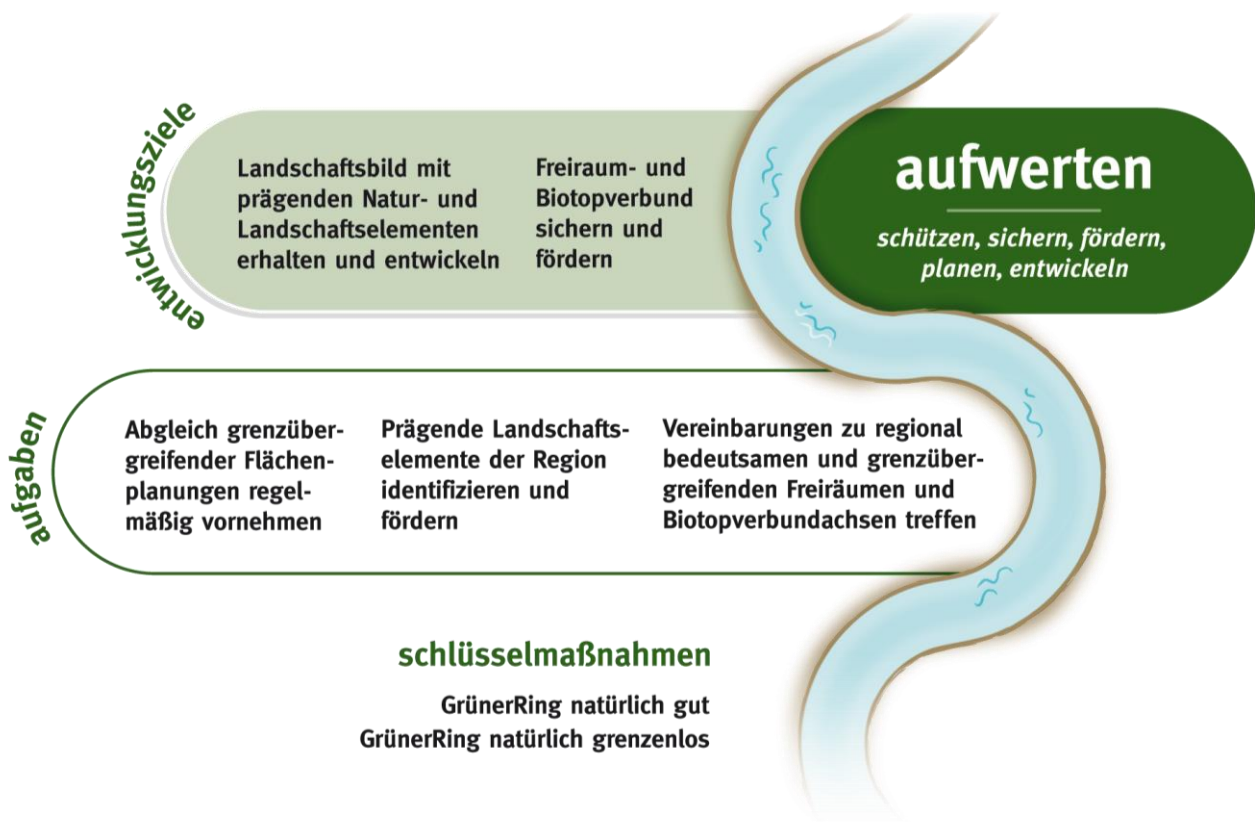 entwicklungsziele
Landschaftsbild mit
prägenden Natur- und
Landschaftselementen
erhalten und entwickeln
Freiraum- und
Biotopverbund
sichern und
fördern
aufwerten
schützen, sichern, fördern,
planen, entwickeln
aufgaben
Abgleich grenzüber-
greifender Flächen-
planungen regel-
mäßig vornehmen
Prägende Landschafts-
elemente der Region
identifizieren und
fördern
Vereinbarungen zu regional
bedeutsamen und grenzüber-
greifenden Freiräumen und
Biotopverbundachsen treffen
schlüsselmaßnahmen
GrünerRing natürlich gut
GrünerRing natürlich grenzenlos